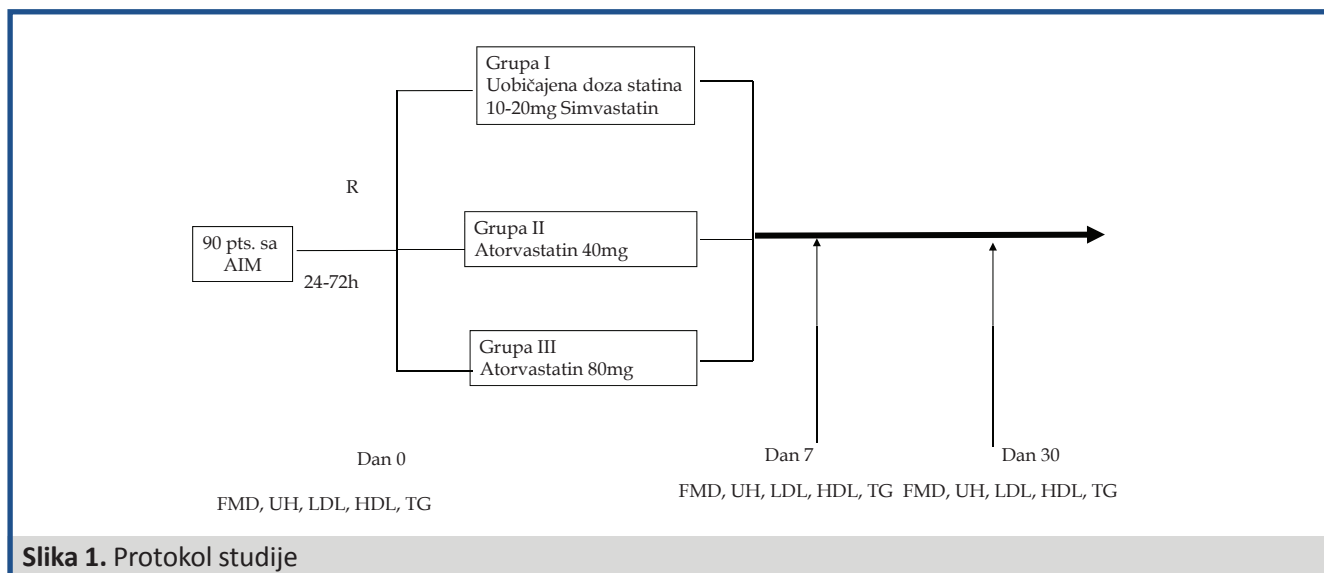 Grupa I
Uobičajena doza statina
10-20mg Simvastatin
R
90 pts. sa
AIM
24-72h
Grupa II
Atorvastatin 40mg
Grupa III
Atorvastatin 80mg
Dan 0
FMD, UH, LDL, HDL, TG
Dan 7
FMD, UH, LDL, HDL, TG
Dan 30
FMD, UH, LDL, HDL, TG
Slika 1. Protokol studije